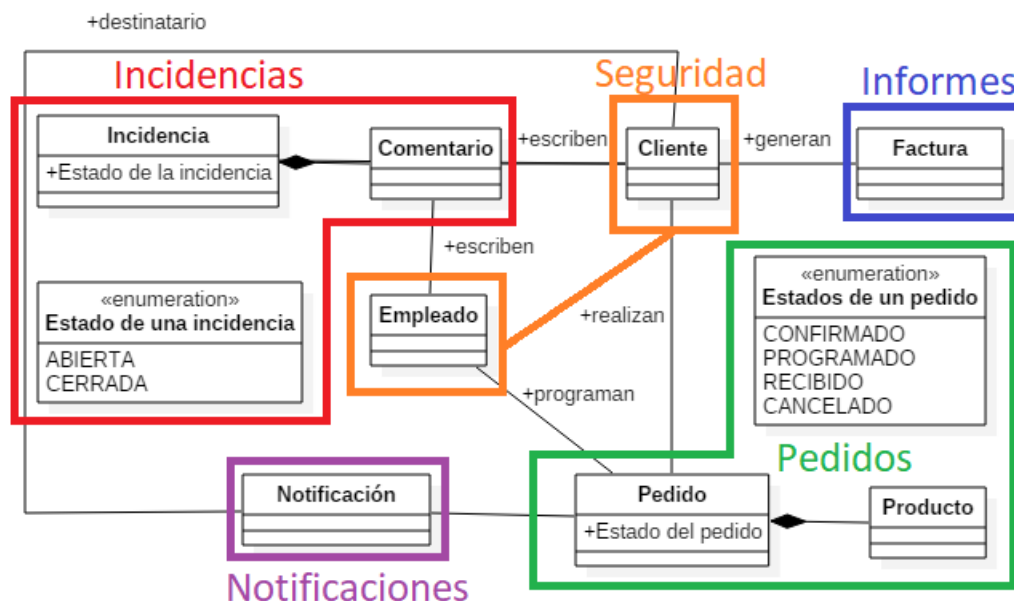 +destinatario
Incidencias
Seguridad
Informes
Incidencia
+Estado de la incidencia
Comentario
+escriben
Cliente
+generan
Factura
+escriben
«enumeration»
Estado de una incidencia
ABIERTA
CERRADA
Empleado
+realizan
«enumeration»
Estados de un pedido
CONFIRMADO
PROGRAMADO
RECIBIDO
CANCELADO
+programan
Pedidos
Notificación
Pedido
+Estado del pedido
Producto
Notificaciones